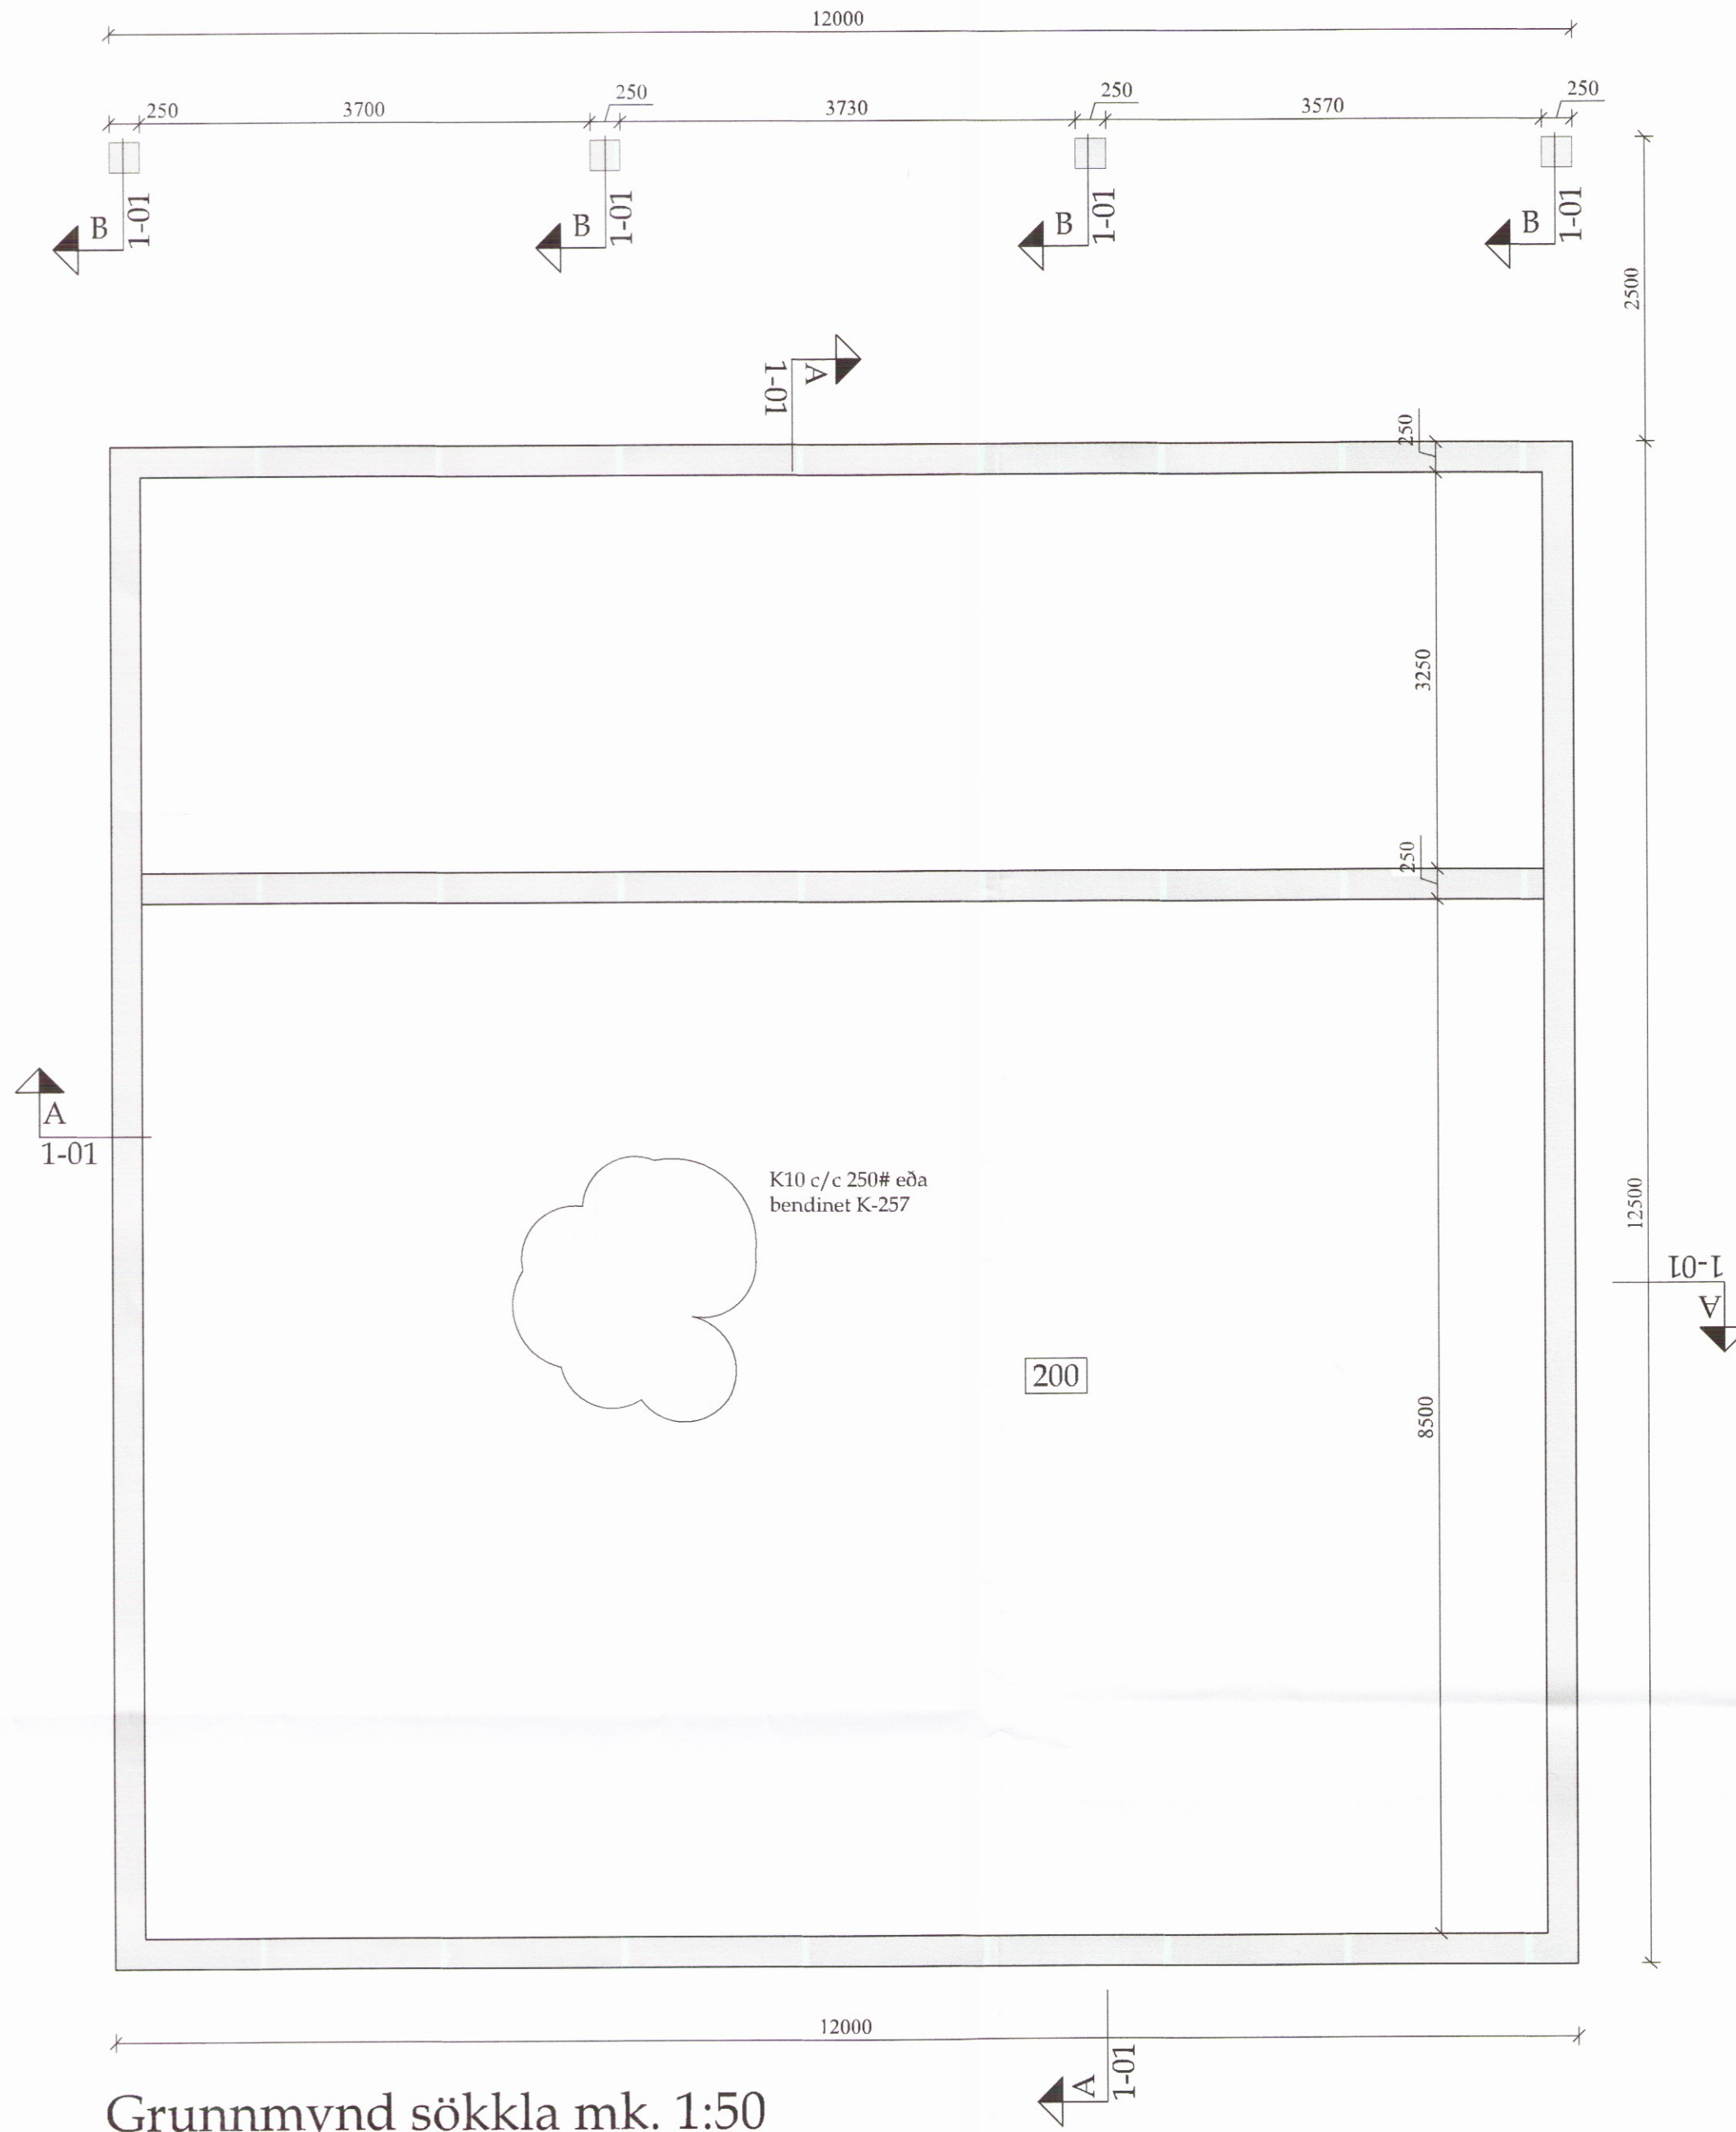 12000
250 3700 250 3730 250 3570 250
B 1-01 B 1-01 B 1-01 B 1-01
2500
1-01 A
250
3250
250
A
1-01
K10 c/c 250# eða
bendinet K-257
12500
1-01
A
200
8500
12000
A 1-01
Grunnmynd sökkla mk. 1:50